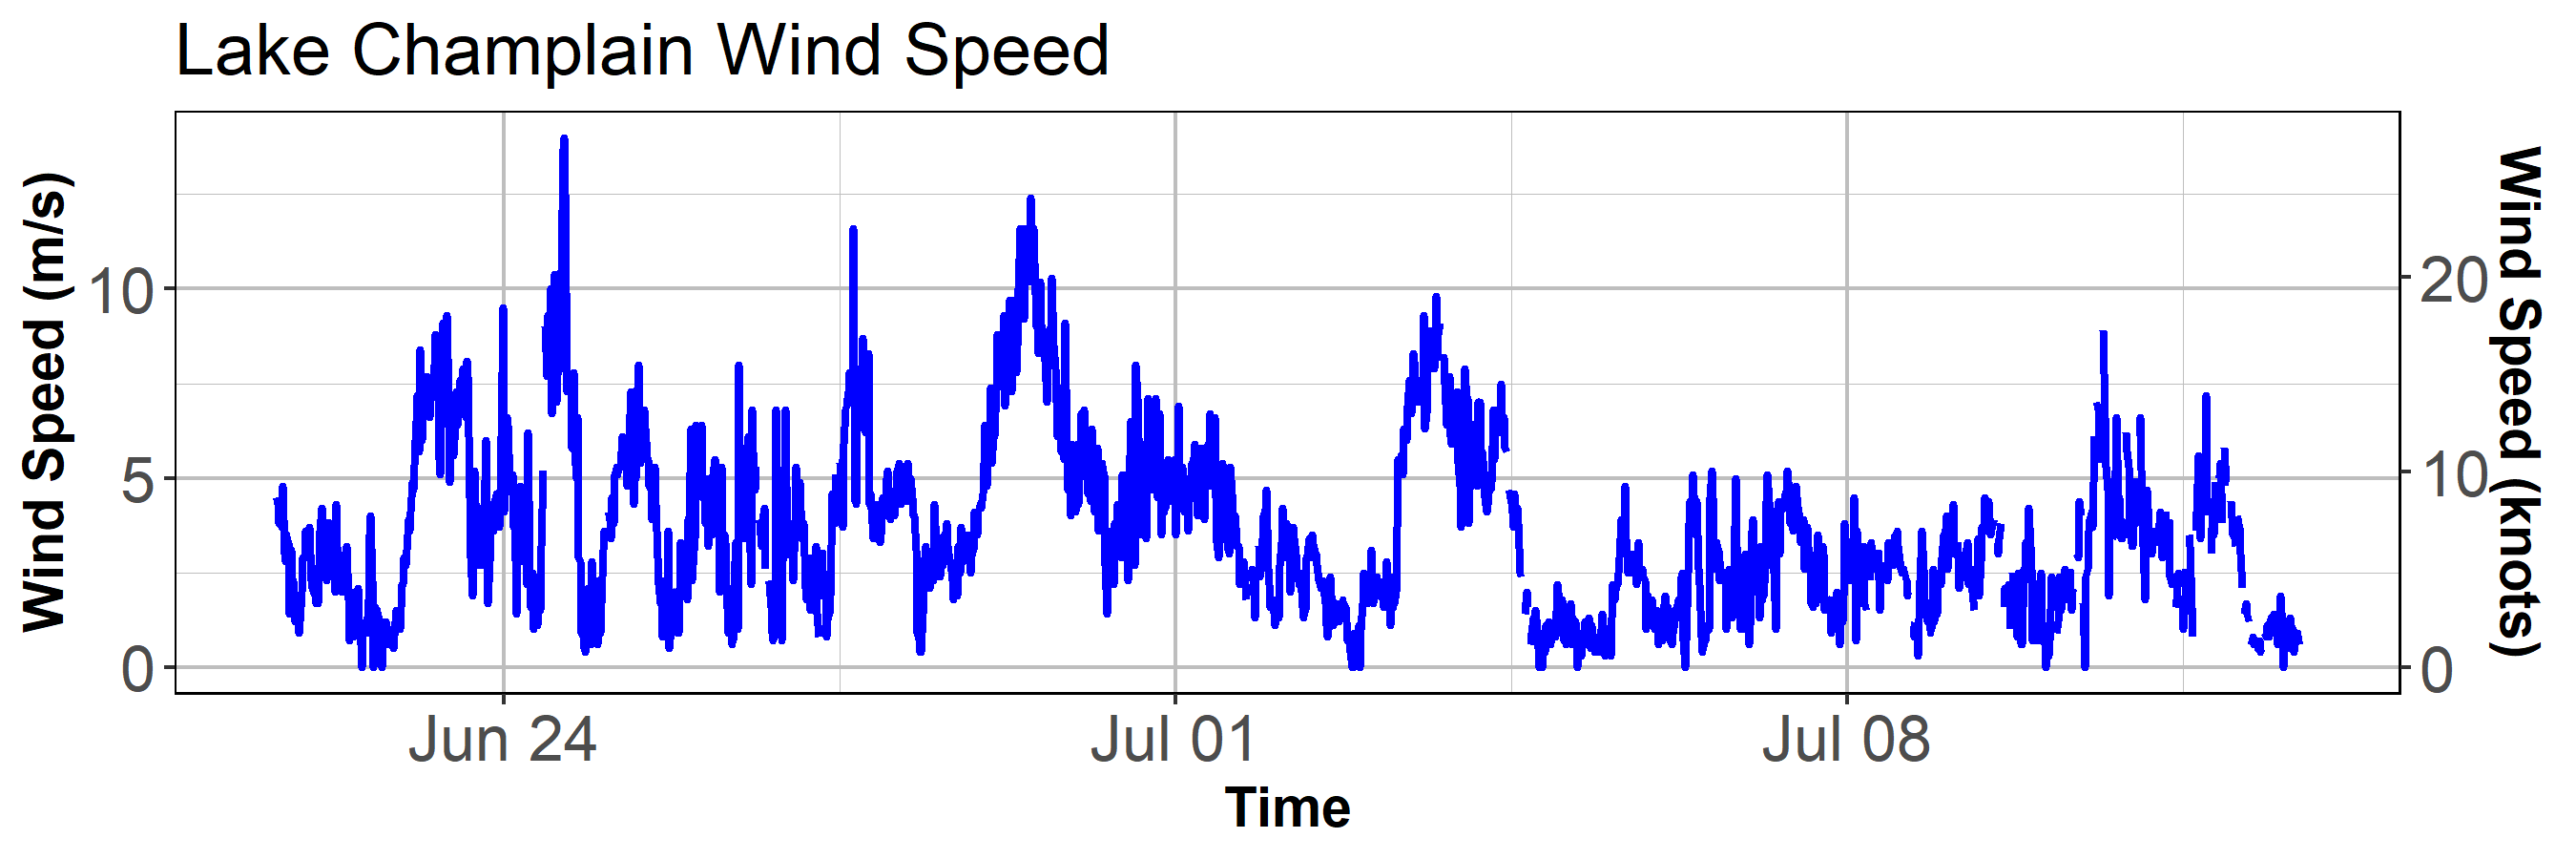 Lake Champlain Wind Speed
Wind Speed (m/s)
10
5
0
20
10
0
Wind Speed (knots)
Jun 24
Jul 01
Jul 08
Time